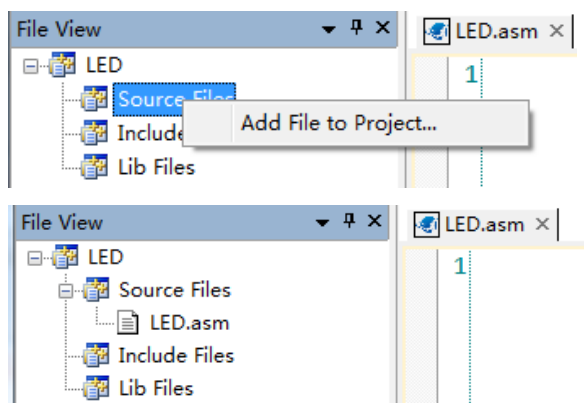 File View
LED.asm
LED
1
Source Files
Add File to Project...
Include
Lib Files
File View
LED.asm
LED
1
Source Files
LED.asm
Include Files
Lib Files